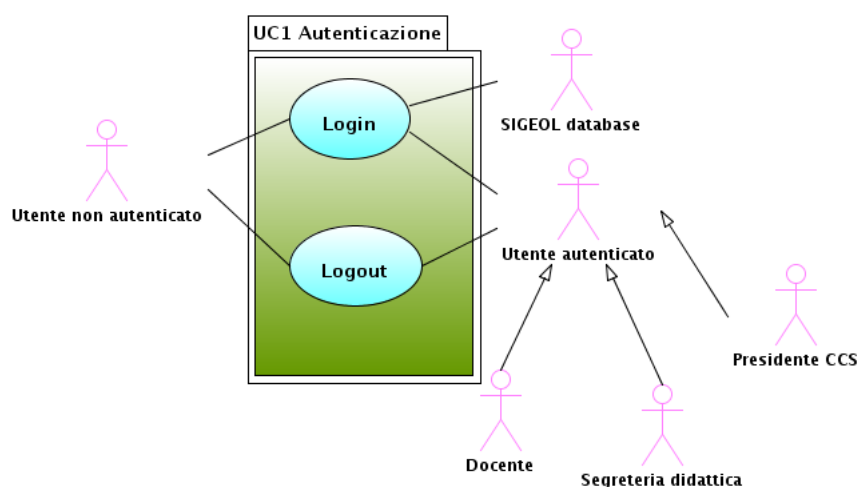 UC1 Autenticazione
Login
SIGEOL database
Utente non autenticato
Utente autenticato
Logout
Presidente CCS
Docente
Segreteria didattica